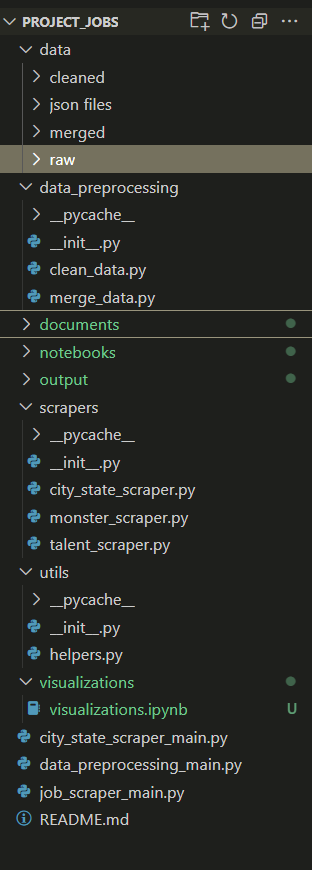 PROJECT_JOBS
data
cleaned
json files
merged
raw
data_preprocessing
__pycache__
__init__.py
clean_data.py
merge_data.py
documents
notebooks
output
scrapers
__pycache__
__init__.py
city_state_scraper.py
monster_scraper.py
talent_scraper.py
utils
__pycache__
__init__.py
helpers.py
visualizations
visualizations.ipynb U
city_state_scraper_main.py
data_preprocessing_main.py
job_scraper_main.py
README.md